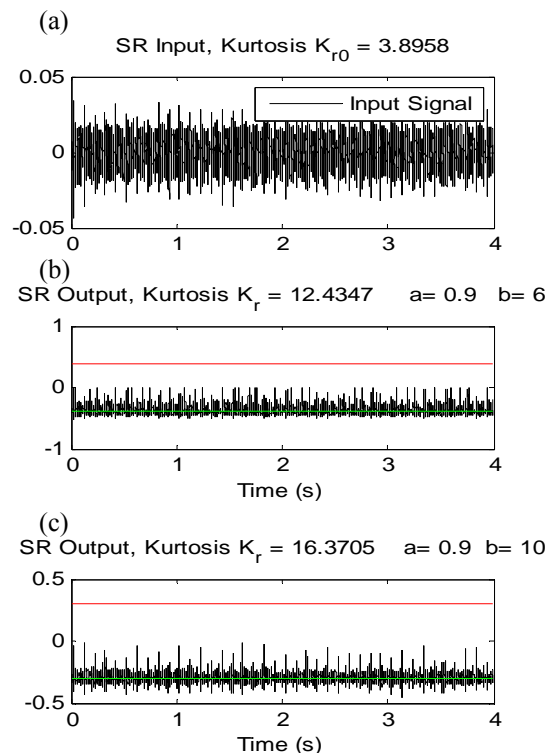 (a)
SR Input, Kurtosis K_r0 = 3.8958
0.05
Input Signal
0
-0.05
0 1 2 3 4
(b)
SR Output, Kurtosis K_r = 12.4347 a= 0.9 b= 6
1
0
-1
0 1 2 3 4
Time (s)
(c)
SR Output, Kurtosis K_r = 16.3705 a= 0.9 b= 10
0.5
0
-0.5
0 1 2 3 4
Time (s)